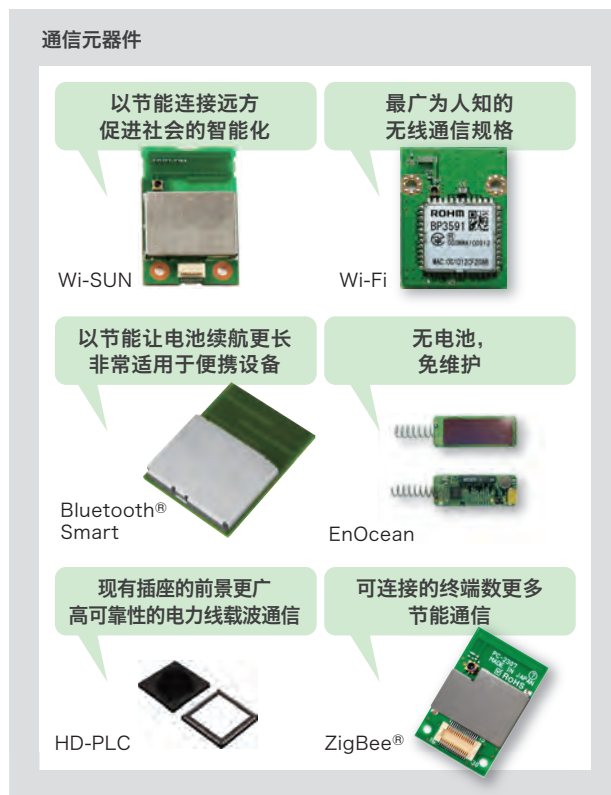 通信元器件
以节能连接远方
促进社会的智能化
最广为人知的
无线通信规格
ROHM
BP3591
Wi-SUN
Wi-Fi
以节能让电池续航更长
非常适用于便携设备
无电池，
免维护
Bluetooth®
Smart
EnOcean
现有插座的前景更广
高可靠性的电力线载波通信
可连接的终端数更多
节能通信
MADE IN JAPAN
RoHS
HD-PLC
ZigBee®